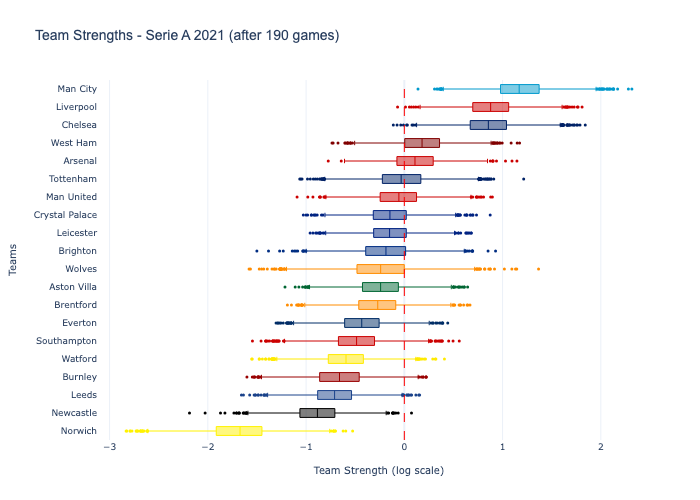 Team Strengths - Serie A 2021 (after 190 games)
Teams
Man City
Liverpool
Chelsea
West Ham
Arsenal
Tottenham
Man United
Crystal Palace
Leicester
Brighton
Wolves
Aston Villa
Brentford
Everton
Southampton
Watford
Burnley
Leeds
Newcastle
Norwich
−3 −2 −1 0 1 2
Team Strength (log scale)